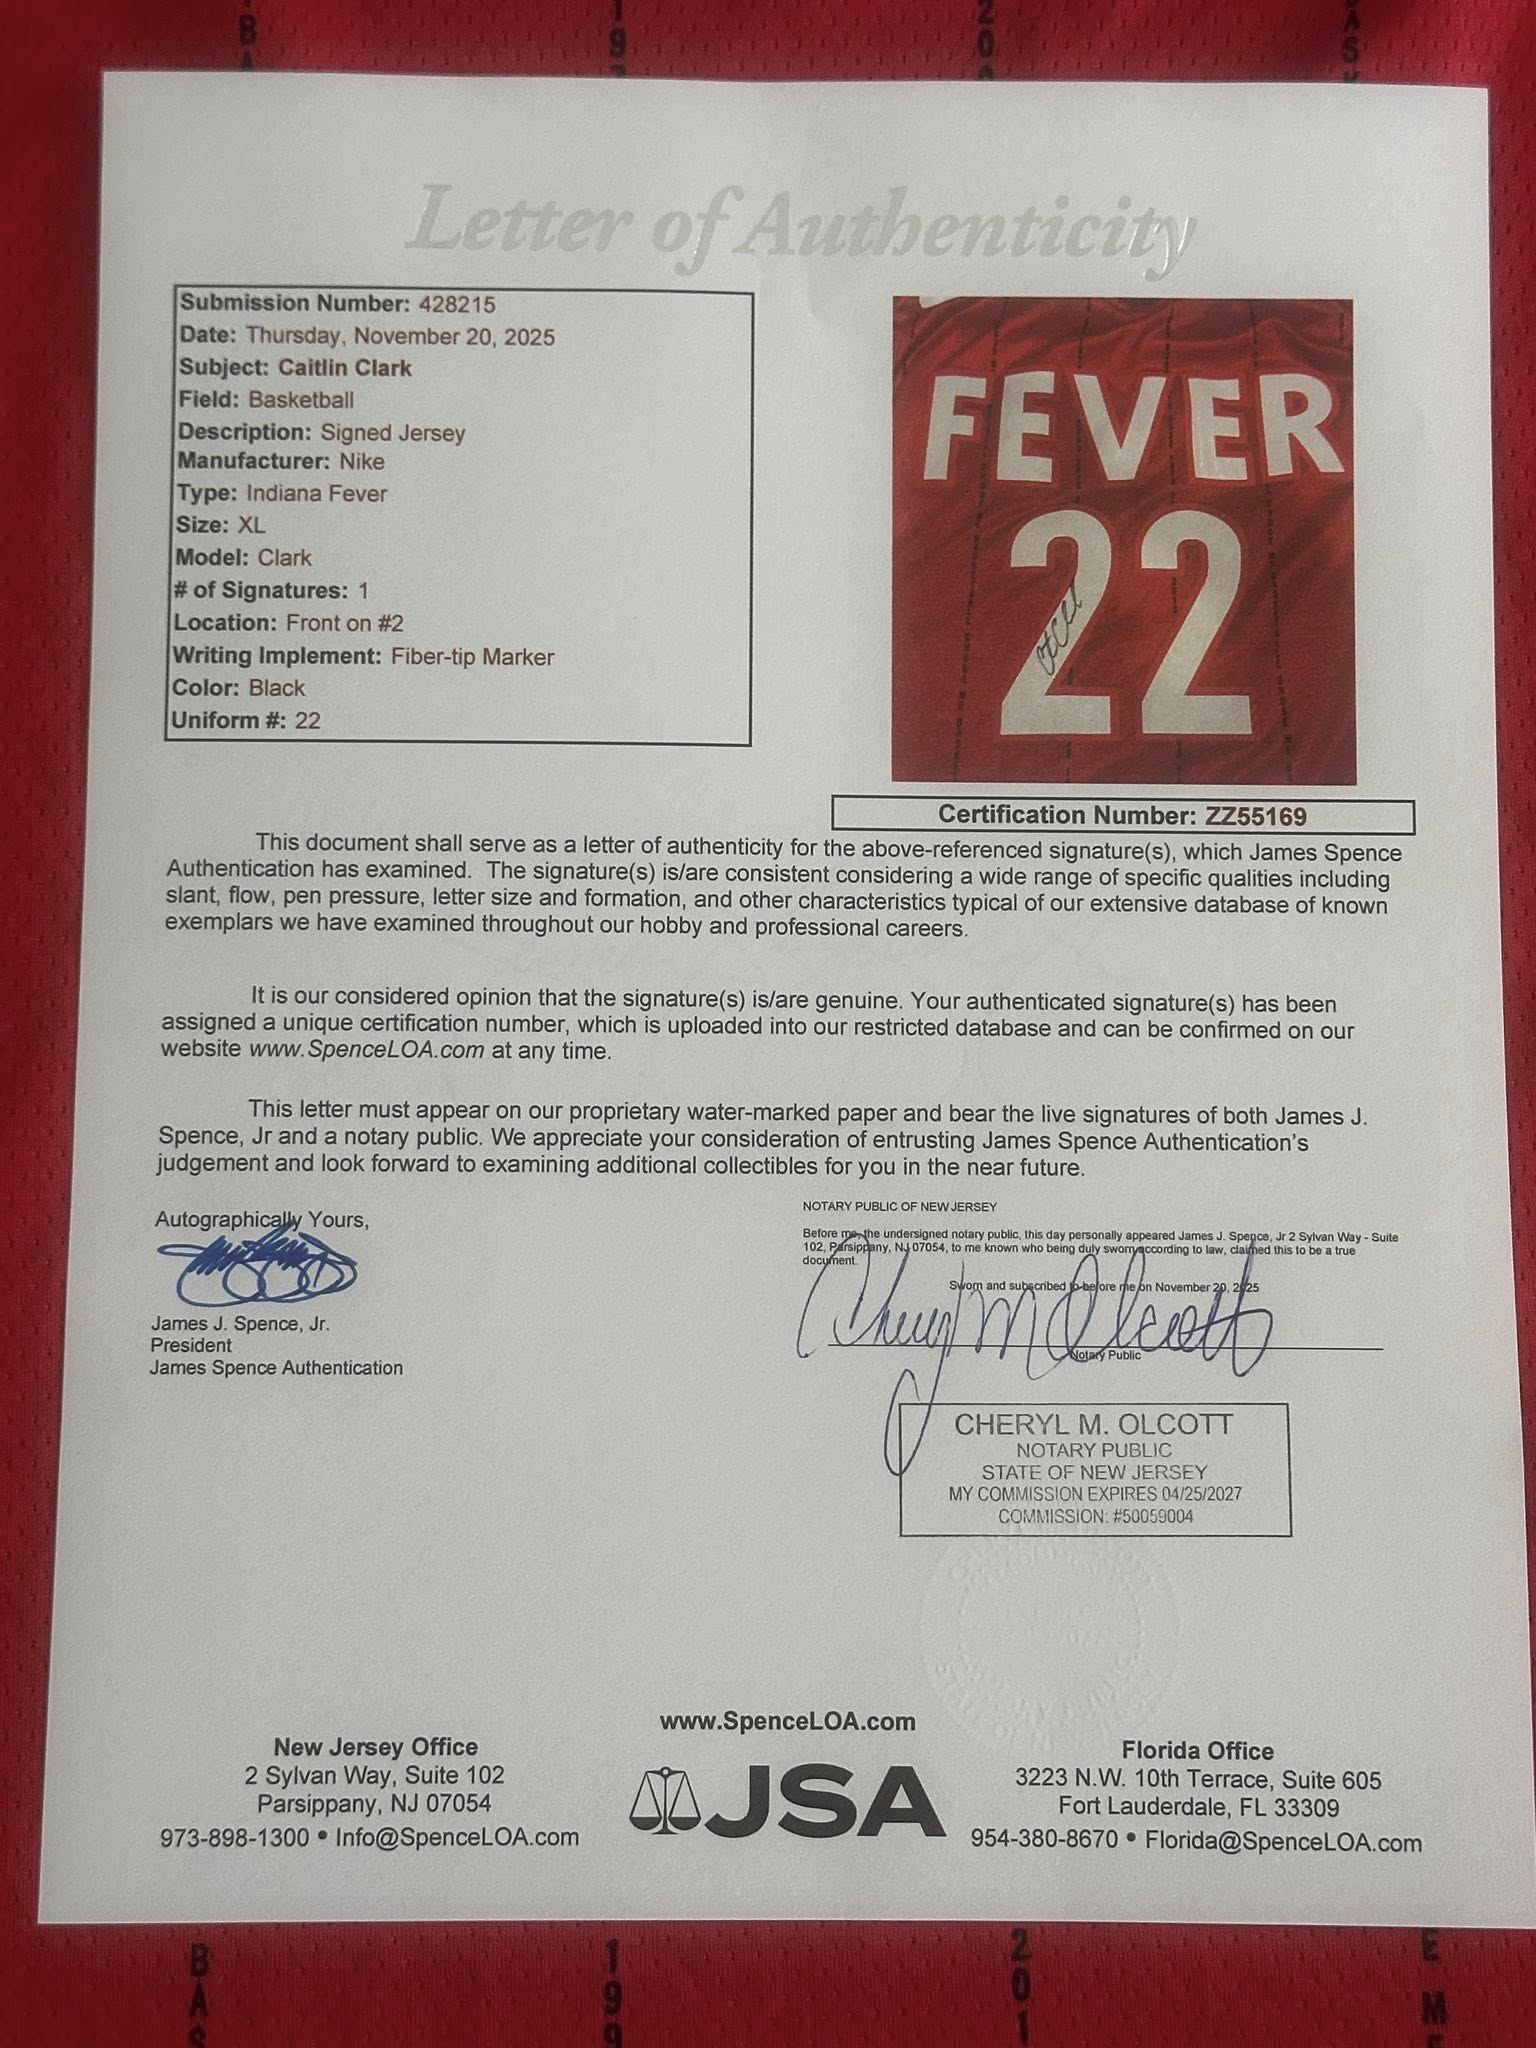 B
A
1
9
2
0
A
S
Letter of Authenticity
Submission Number: 428215
Date: Thursday, November 20, 2025
Subject: Caitlin Clark
Field: Basketball
Description: Signed Jersey
Manufacturer: Nike
Type: Indiana Fever
Size: XL
Model: Clark
# of Signatures: 1
Location: Front on #2
Writing Implement: Fiber-tip Marker
Color: Black
Uniform #: 22
FEVER
22
Certification Number: ZZ55169
This document shall serve as a letter of authenticity for the above-referenced signature(s), which James Spence
Authentication has examined. The signature(s) is/are consistent considering a wide range of specific qualities including
slant, flow, pen pressure, letter size and formation, and other characteristics typical of our extensive database of known
exemplars we have examined throughout our hobby and professional careers.
It is our considered opinion that the signature(s) is/are genuine. Your authenticated signature(s) has been
assigned a unique certification number, which is uploaded into our restricted database and can be confirmed on our
website www.SpenceLOA.com at any time.
This letter must appear on our proprietary water-marked paper and bear the live signatures of both James J.
Spence, Jr and a notary public. We appreciate your consideration of entrusting James Spence Authentication's
judgement and look forward to examining additional collectibles for you in the near future.
Autographically Yours,
James J. Spence, Jr.
President
James Spence Authentication
NOTARY PUBLIC OF NEW JERSEY
Before me, the undersigned notary public, this day personally appeared James J. Spence, Jr 2 Sylvan Way - Suite
102, Parsippany, NJ 07054, to me known who being duly sworn according to law, claimed this to be a true
document.
Sworn and subscribed to before me on November 20, 2025
Cheryl M Olcott
Notary Public
CHERYL M. OLCOTT
NOTARY PUBLIC
STATE OF NEW JERSEY
MY COMMISSION EXPIRES 04/25/2027
COMMISSION: #50059004
www.SpenceLOA.com
New Jersey Office
2 Sylvan Way, Suite 102
Parsippany, NJ 07054
973-898-1300 • Info@SpenceLOA.com
JSA
Florida Office
3223 N.W. 10th Terrace, Suite 605
Fort Lauderdale, FL 33309
954-380-8670 • Florida@SpenceLOA.com
B
A
S
1
9
9
2
0
1
E
M